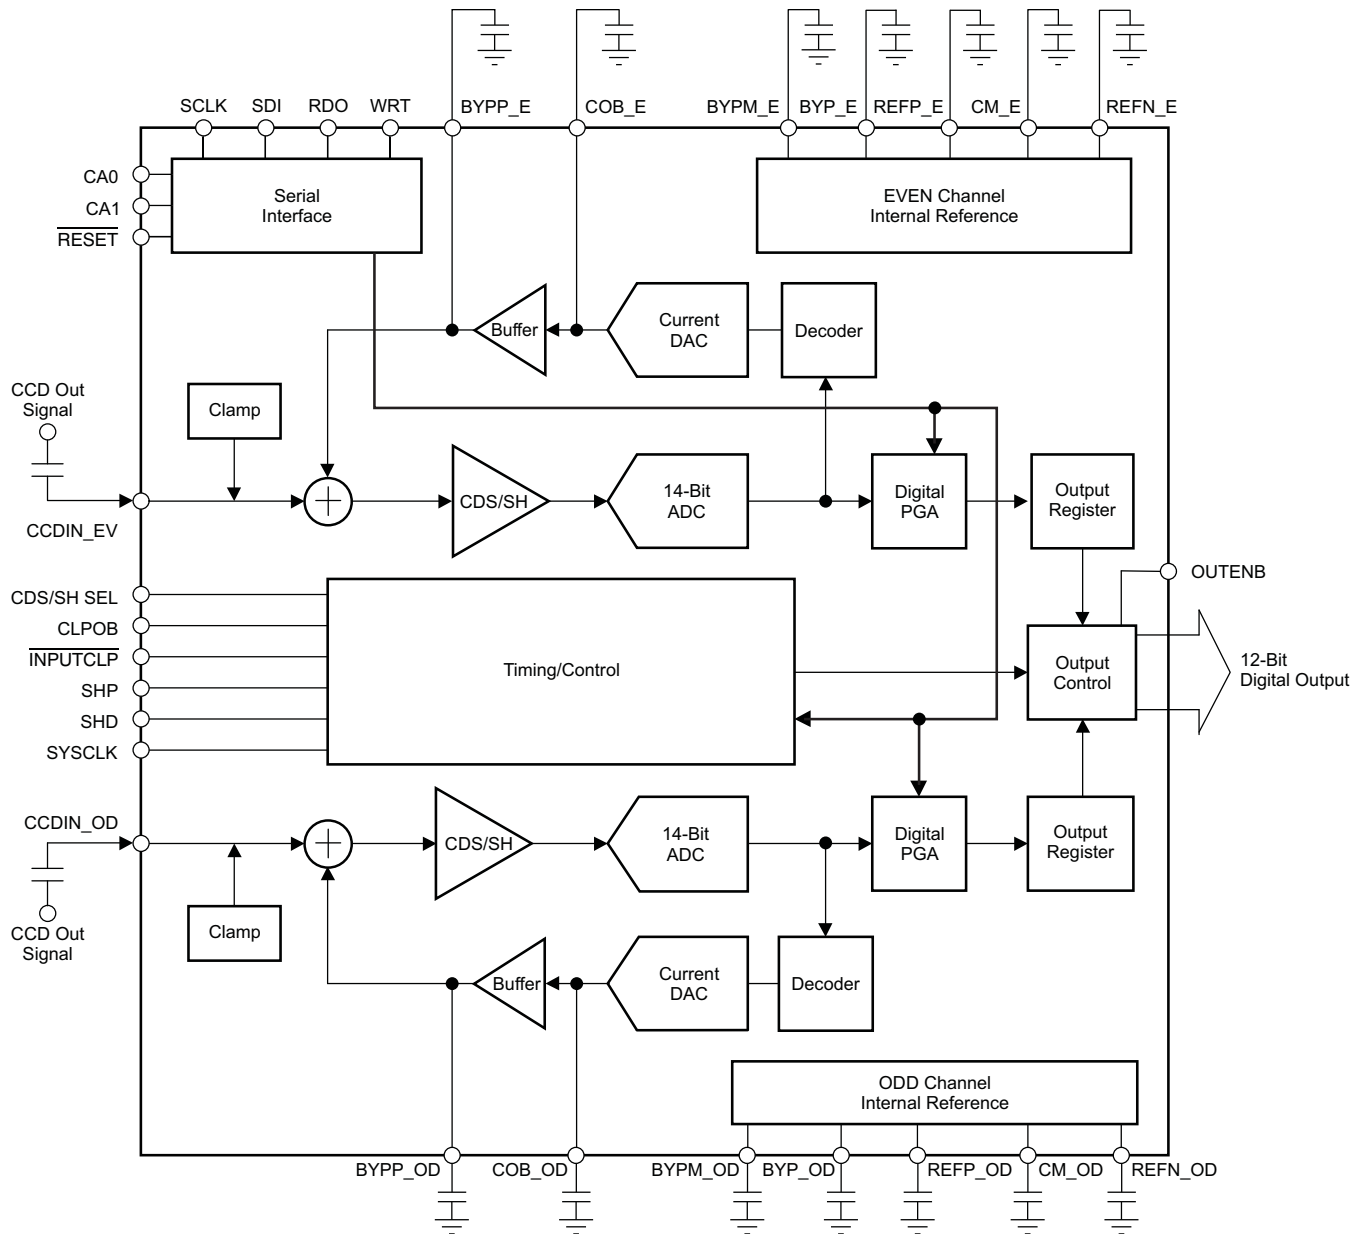 SCLK SDI RDO WRT BYPP_E COB_E BYPM_E BYP_E REFP_E CM_E REFN_E
CA0
CA1
RESET
Serial
Interface
EVEN Channel
Internal Reference
Buffer
Current
DAC
Decoder
CCD Out
Signal
Clamp
CCDIN_EV
CDS/SH
14-Bit
ADC
Digital
PGA
Output
Register
OUTENB
CDS/SH SEL
CLPOB
INPUTCLP
SHP
SHD
SYSCLK
Timing/Control
Output
Control
12-Bit
Digital Output
CCDIN_OD
CDS/SH
14-Bit
ADC
Digital
PGA
Output
Register
CCD Out
Signal
Clamp
Buffer
Current
DAC
Decoder
ODD Channel
Internal Reference
BYPP_OD COB_OD BYPM_OD BYP_OD REFP_OD CM_OD REFN_OD